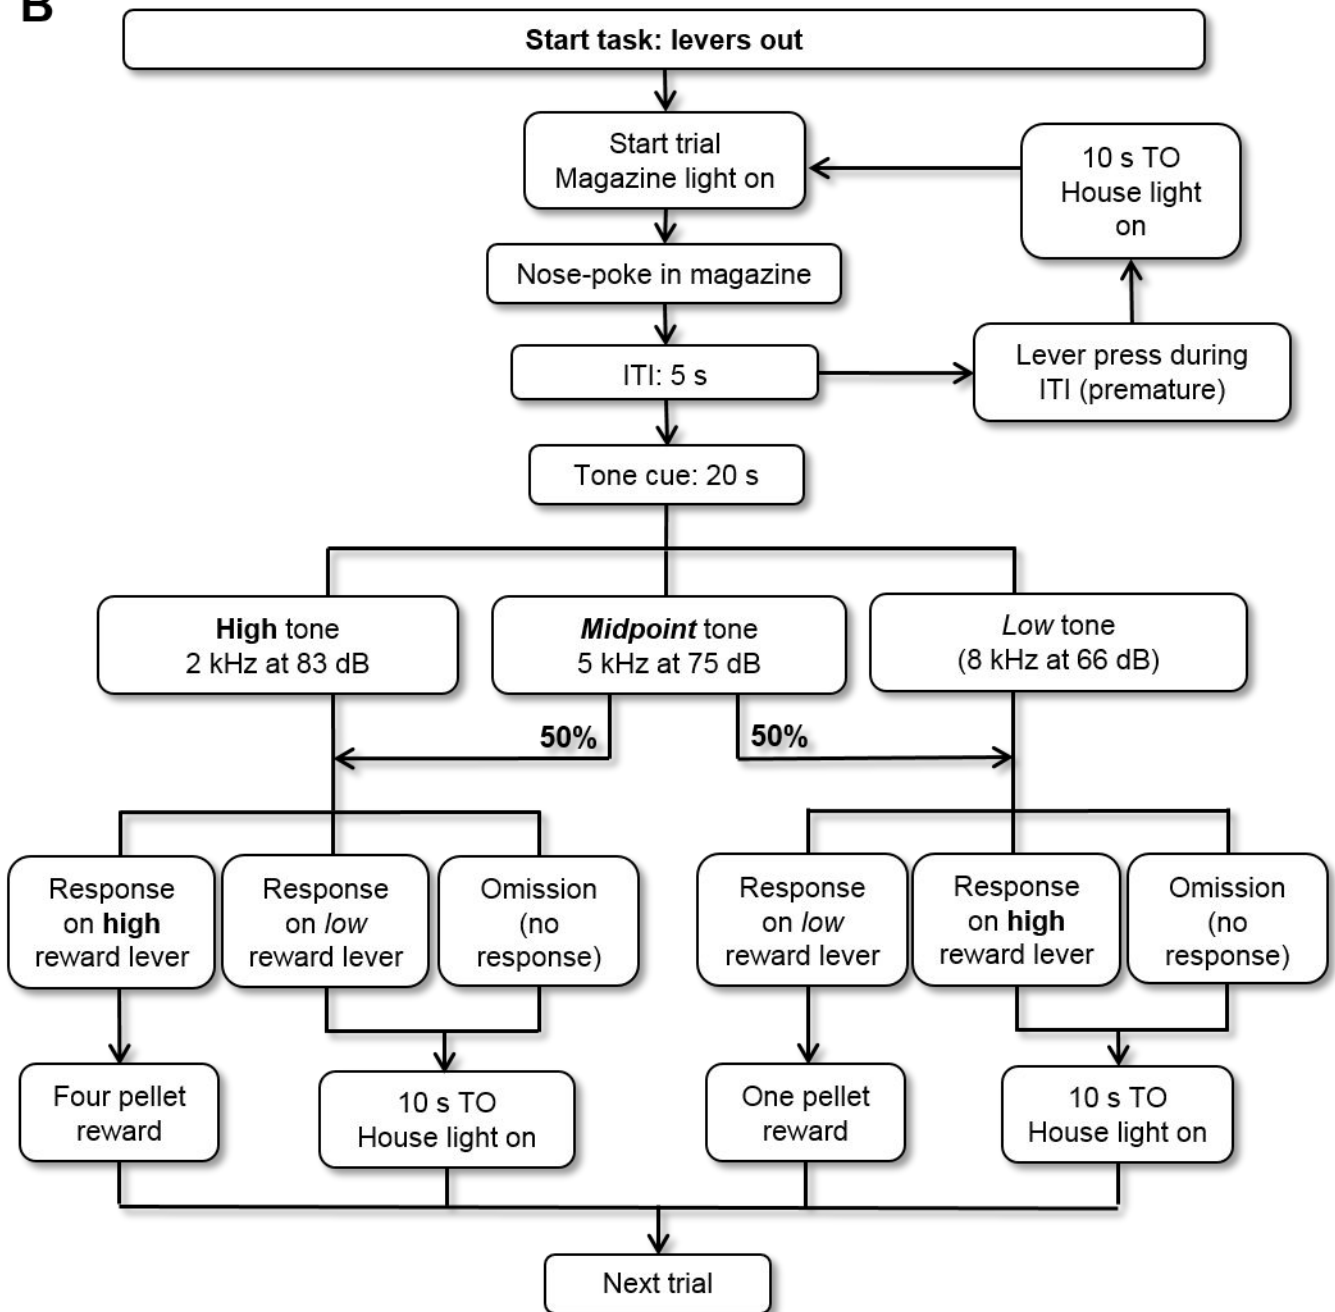 B
Start task: levers out
Start trial
Magazine light on
10 s TO
House light
on
Nose-poke in magazine
Lever press during
ITI (premature)
ITI: 5 s
Tone cue: 20 s
High tone
2 kHz at 83 dB
Midpoint tone
5 kHz at 75 dB
Low tone
(8 kHz at 66 dB)
50%
50%
Response
on high
reward lever
Response
on low
reward lever
Omission
(no
response)
Response
on low
reward lever
Response
on high
reward lever
Omission
(no
response)
Four pellet
reward
10 s TO
House light on
One pellet
reward
10 s TO
House light on
Next trial